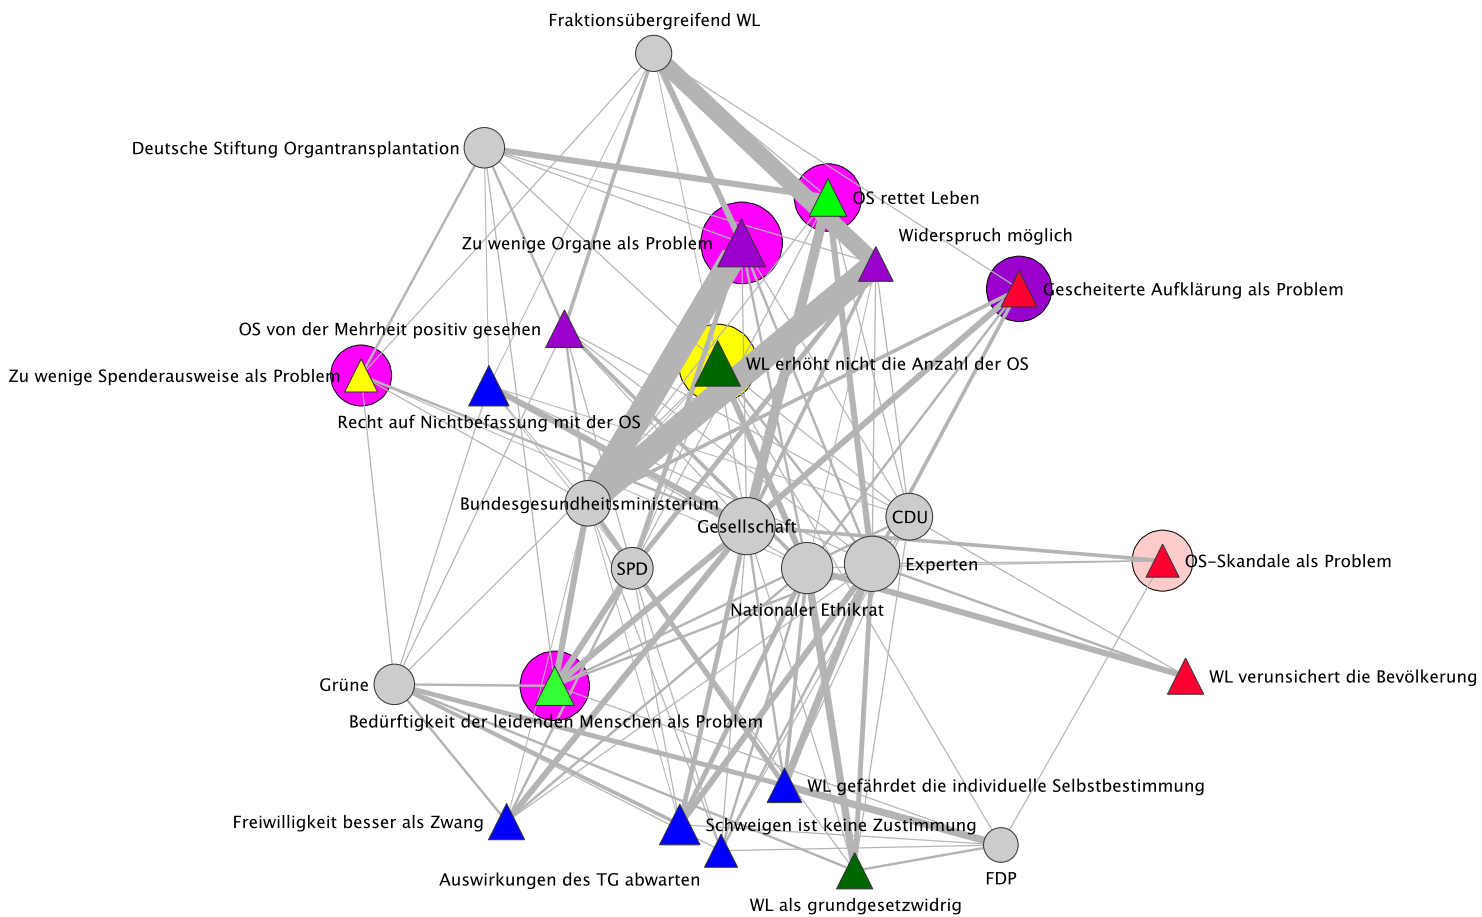 Fraktionsübergreifend WL
Deutsche Stiftung Organtransplantation
OS rettet Leben
Widerspruch möglich
Zu wenige Organe als Problem
Gescheiterte Aufklärung als Problem
OS von der Mehrheit positiv gesehen
WL erhöht nicht die Anzahl der OS
Zu wenige Spenderausweise als Problem
Recht auf Nichtbefassung mit der OS
Bundesgesundheitsministerium
CDU
Gesellschaft
OS-Skandale als Problem
Experten
SPD
Nationaler Ethikrat
WL verunsichert die Bevölkerung
Grüne
Bedürftigkeit der leidenden Menschen als Problem
WL gefährdet die individuelle Selbstbestimmung
Freiwilligkeit besser als Zwang
Schweigen ist keine Zustimmung
Auswirkungen des TG abwarten
FDP
WL als grundgesetzwidrig